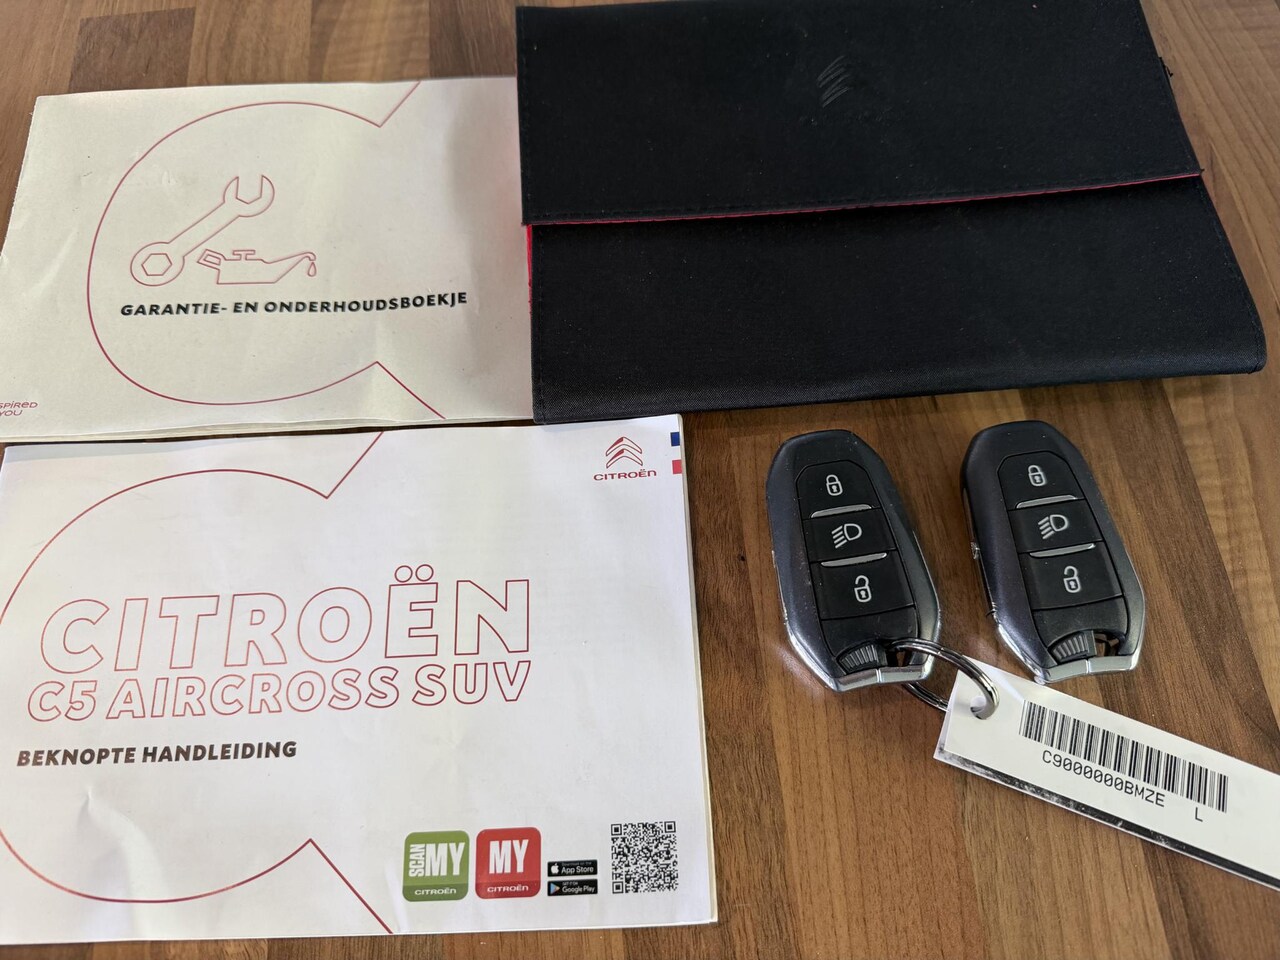 GARANTIE- EN ONDERHOUDSBOEKJE
CITROËN
CITROËN
C5 AIRCROSS SUV
BEKNOPTE HANDLEIDING
SCAN MY
CITROËN
MY
CITROËN
App Store
Google Play
C9000000BMZE L